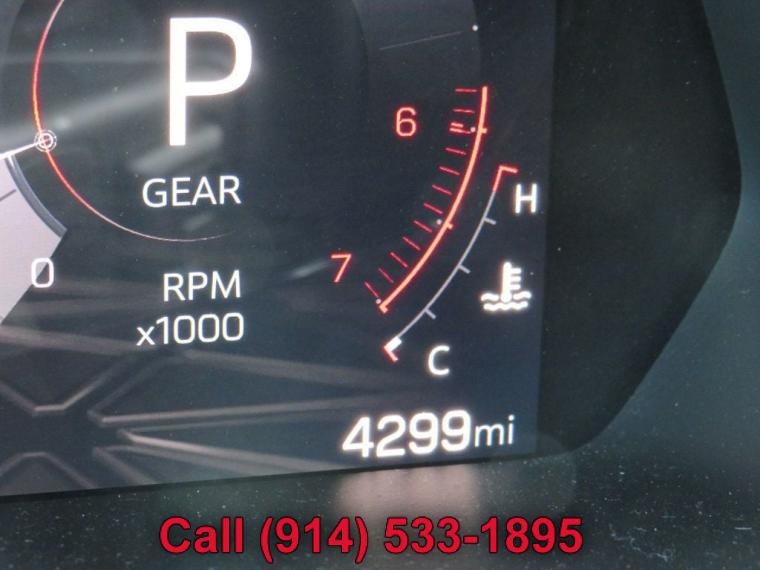 P
GEAR
6
H
7
0
RPM
x1000
C
4299mi
Call (914) 533-1895